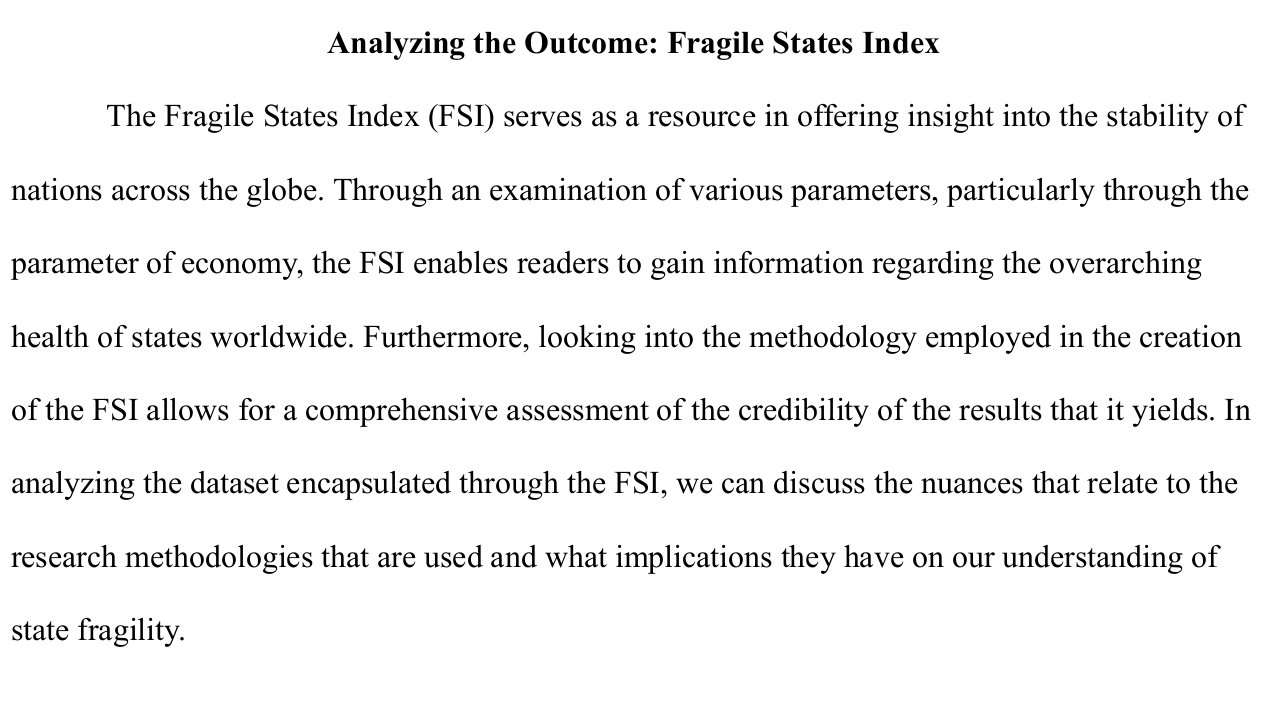 Analyzing the Outcome: Fragile States Index
The Fragile States Index (FSI) serves as a resource in offering insight into the stability of
nations across the globe. Through an examination of various parameters, particularly through the
parameter of economy, the FSI enables readers to gain information regarding the overarching
health of states worldwide. Furthermore, looking into the methodology employed in the creation
of the FSI allows for a comprehensive assessment of the credibility of the results that it yields. In
analyzing the dataset encapsulated through the FSI, we can discuss the nuances that relate to the
research methodologies that are used and what implications they have on our understanding of
state fragility.